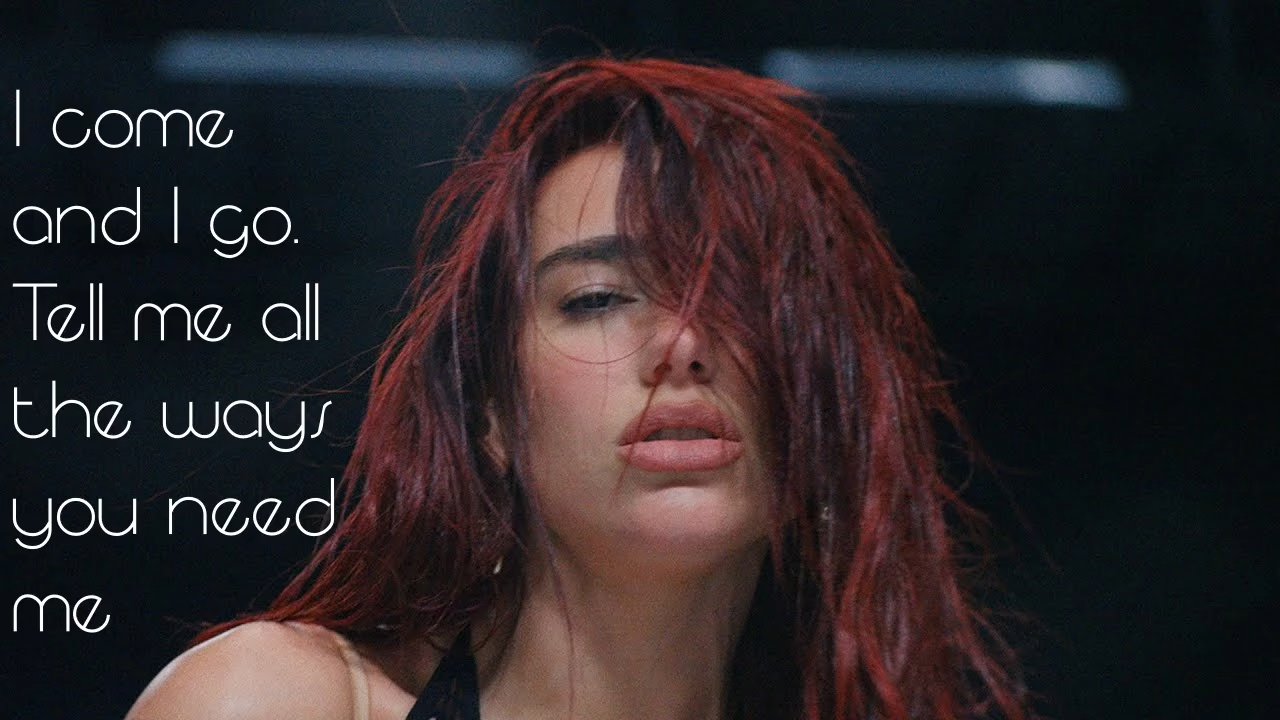 I come
and I go.
Tell me all
the ways
you need
me